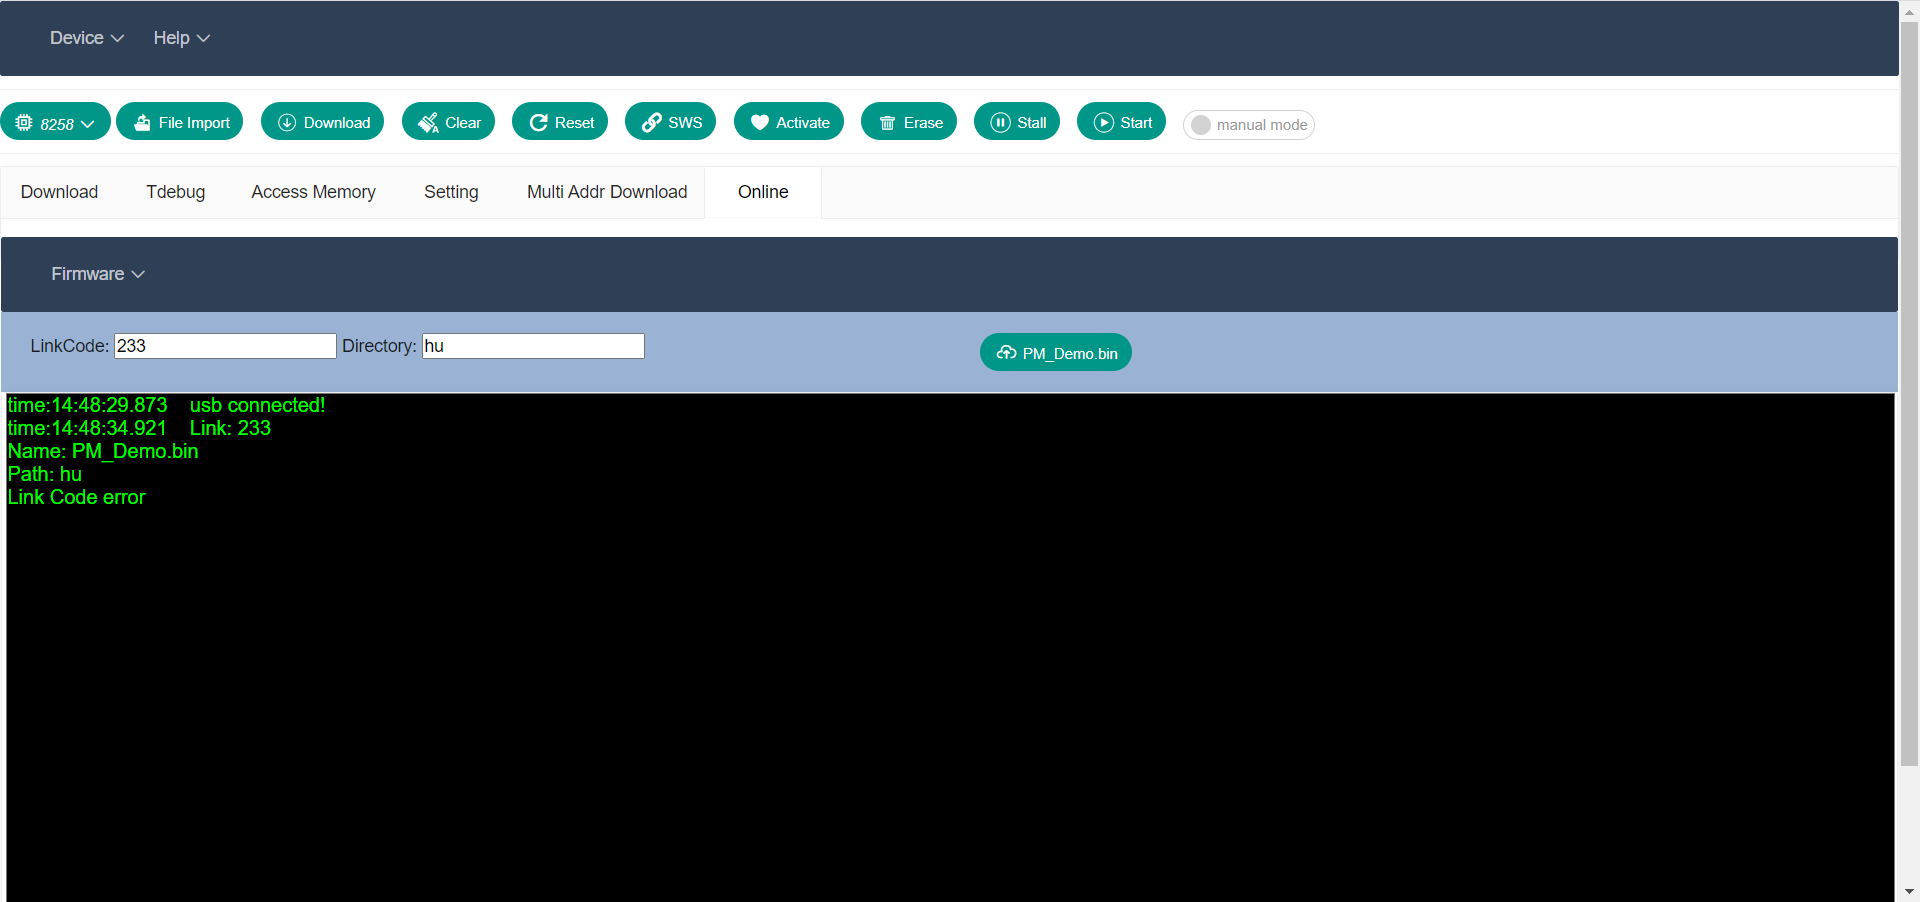 Device Help
8258 File Import Download Clear Reset SWS Activate Erase Stall Start manual mode
Download Tdebug Access Memory Setting Multi Addr Download Online
Firmware
LinkCode: 233 Directory: hu PM_Demo.bin
time:14:48:29.873 usb connected!
time:14:48:34.921 Link: 233
Name: PM_Demo.bin
Path: hu
Link Code error